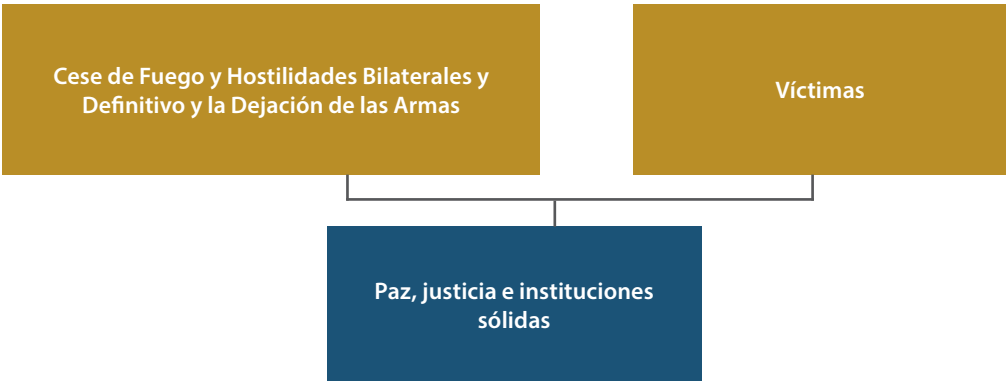 Cese de Fuego y Hostilidades Bilaterales y
Definitivo y la Dejación de las Armas
Víctimas
Paz, justicia e instituciones
sólidas